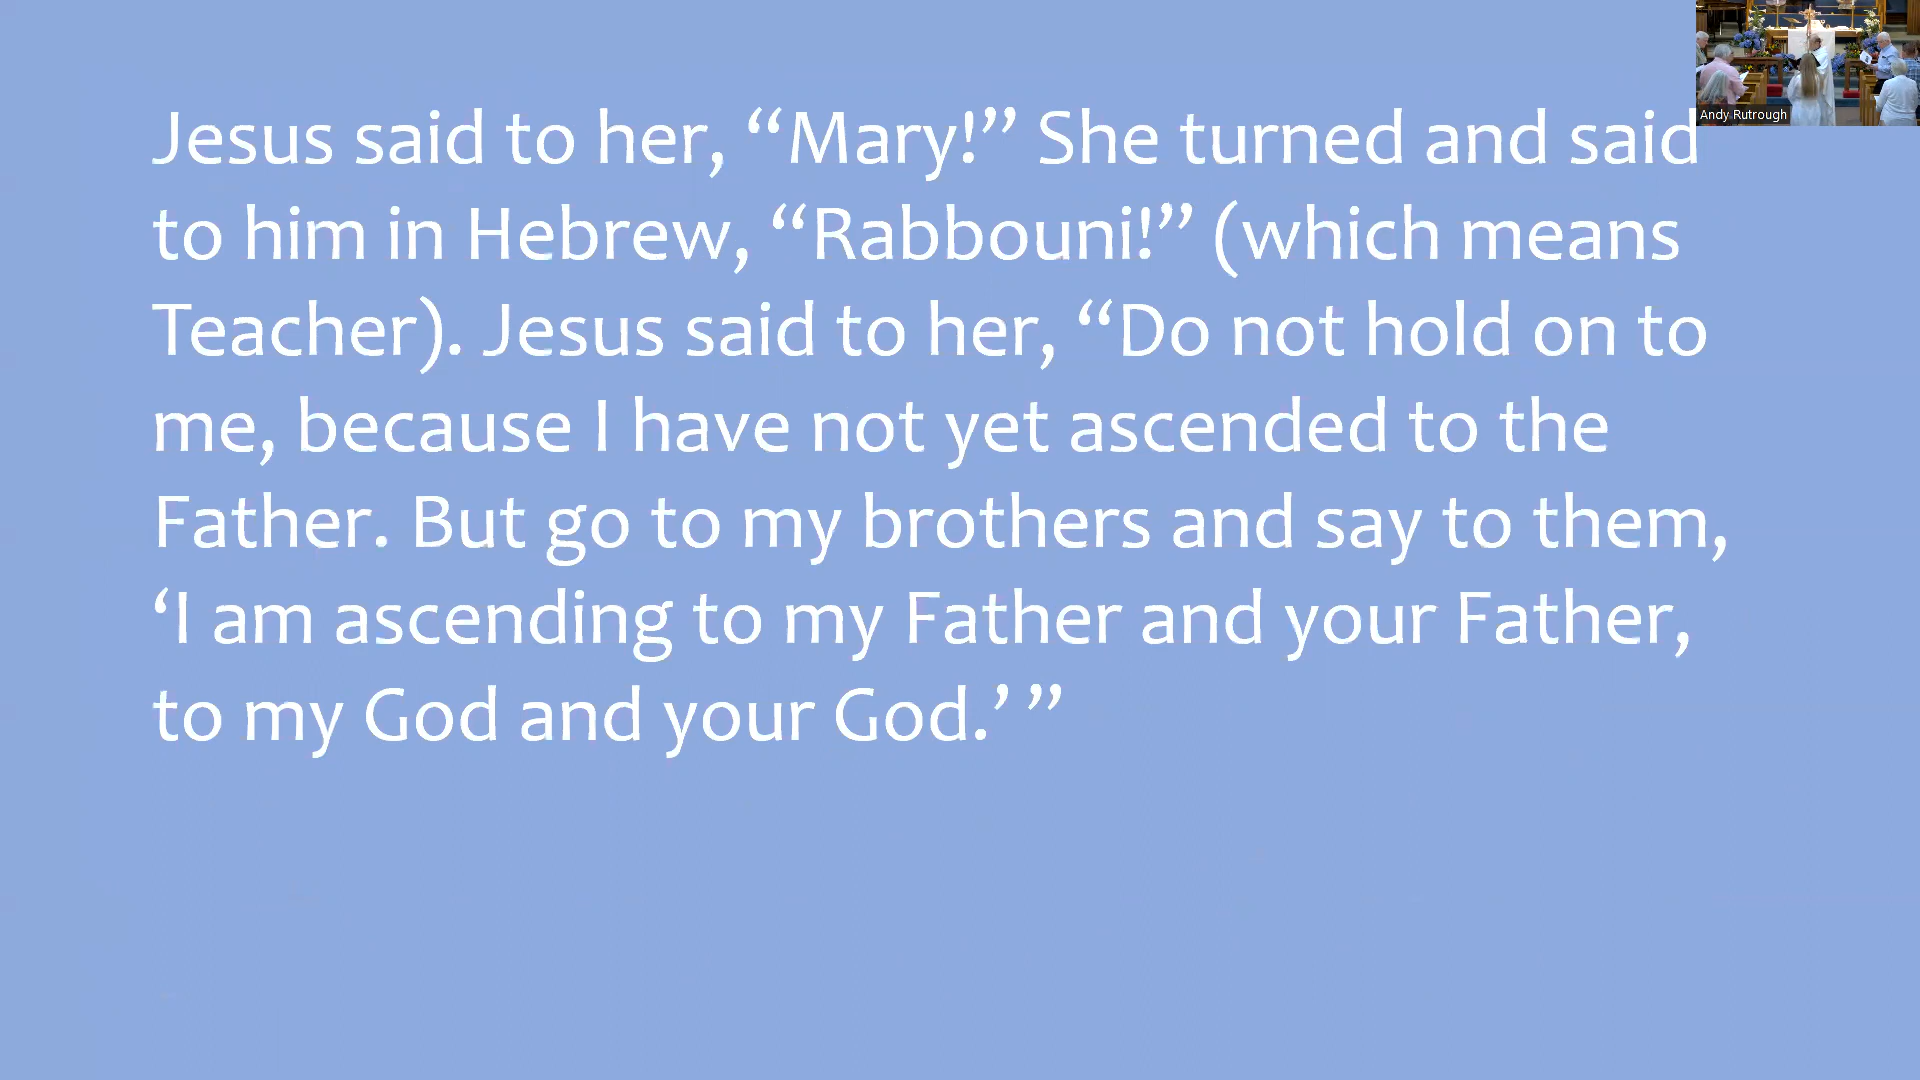 Jesus said to her, “Mary!” She turned and said
to him in Hebrew, “Rabbouni!” (which means
Teacher). Jesus said to her, “Do not hold on to
me, because I have not yet ascended to the
Father. But go to my brothers and say to them,
‘I am ascending to my Father and your Father,
to my God and your God.’ ”
Andy Rutrough